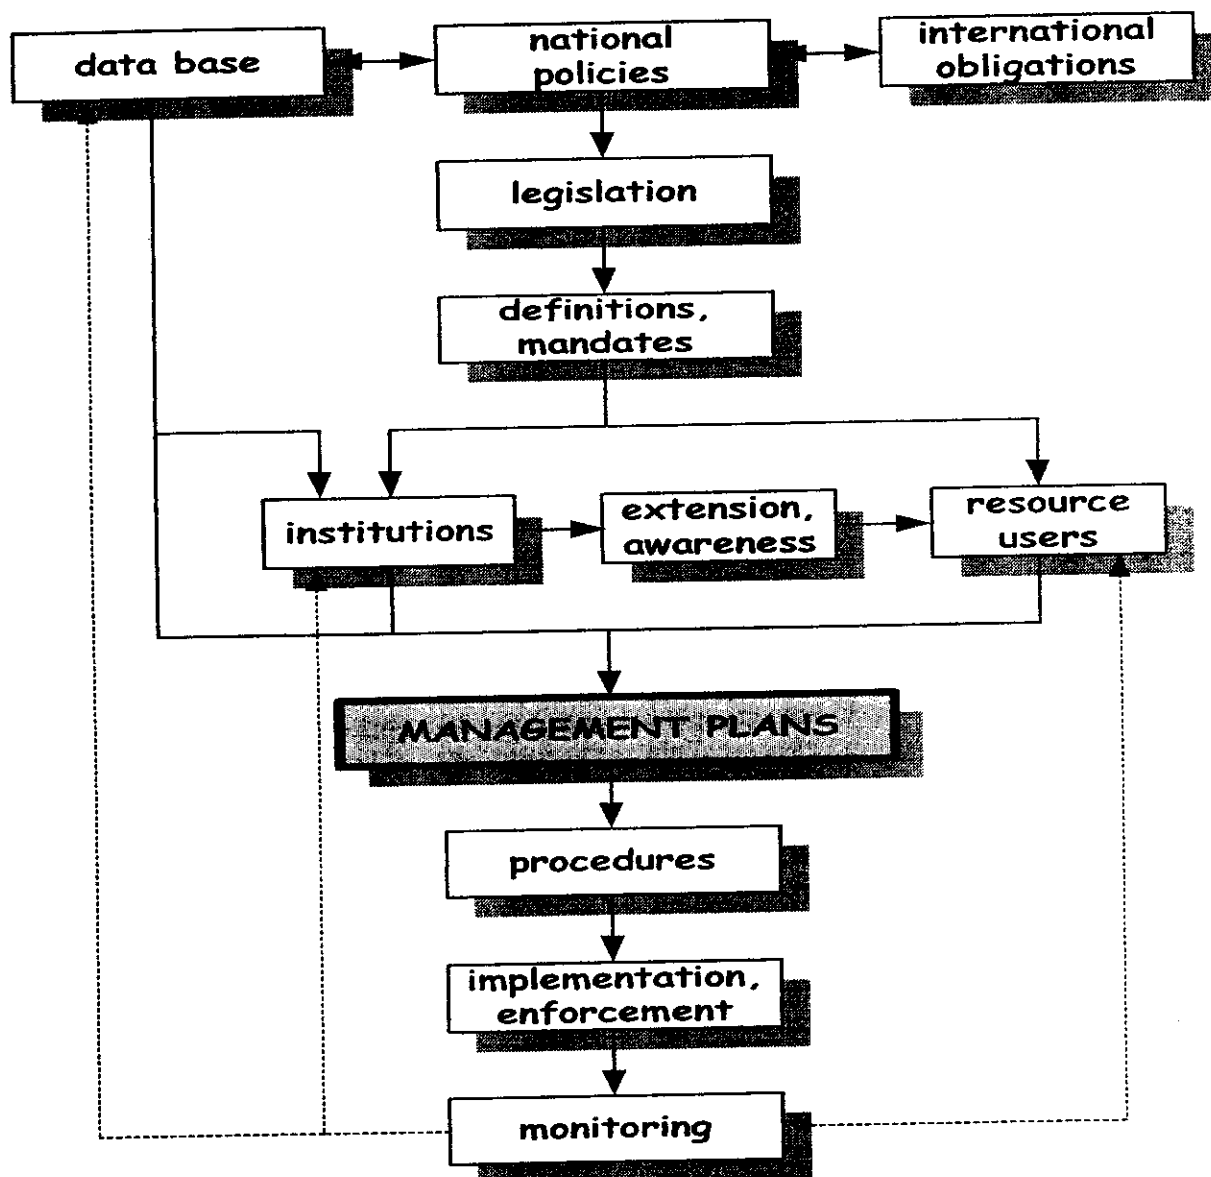 data base
national
policies
international
obligations
legislation
definitions,
mandates
institutions
extension,
awareness
resource
users
MANAGEMENT PLANS
procedures
implementation,
enforcement
monitoring